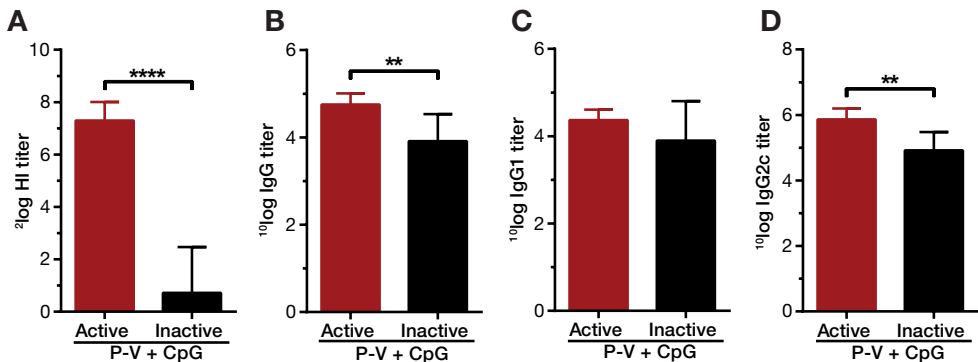 A
²log HI titer
10
8
6
4
2
0
****
Active Inactive
P-V + CpG
B
¹⁰log IgG titer
6
4
2
0
**
Active Inactive
P-V + CpG
C
¹⁰log IgG1 titer
6
4
2
0
Active Inactive
P-V + CpG
D
¹⁰log IgG2c titer
8
6
4
2
0
**
Active Inactive
P-V + CpG